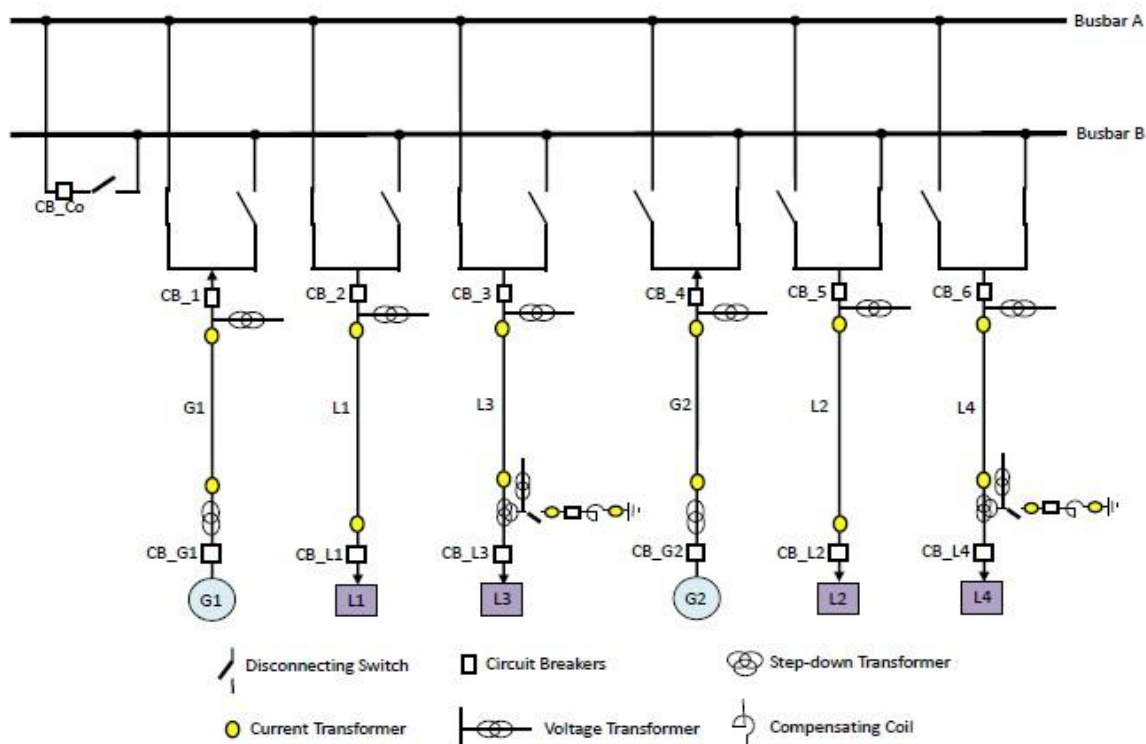 Busbar A
Busbar B
CB_Co
CB_1
CB_2
CB_3
CB_4
CB_5
CB_6
G1
L1
L3
G2
L2
L4
CB_G1
CB_L1
CB_L3
CB_G2
CB_L2
CB_L4
G1
L1
L3
G2
L2
L4
Disconnecting Switch
Circuit Breakers
Step-down Transformer
Current Transformer
Voltage Transformer
Compensating Coil